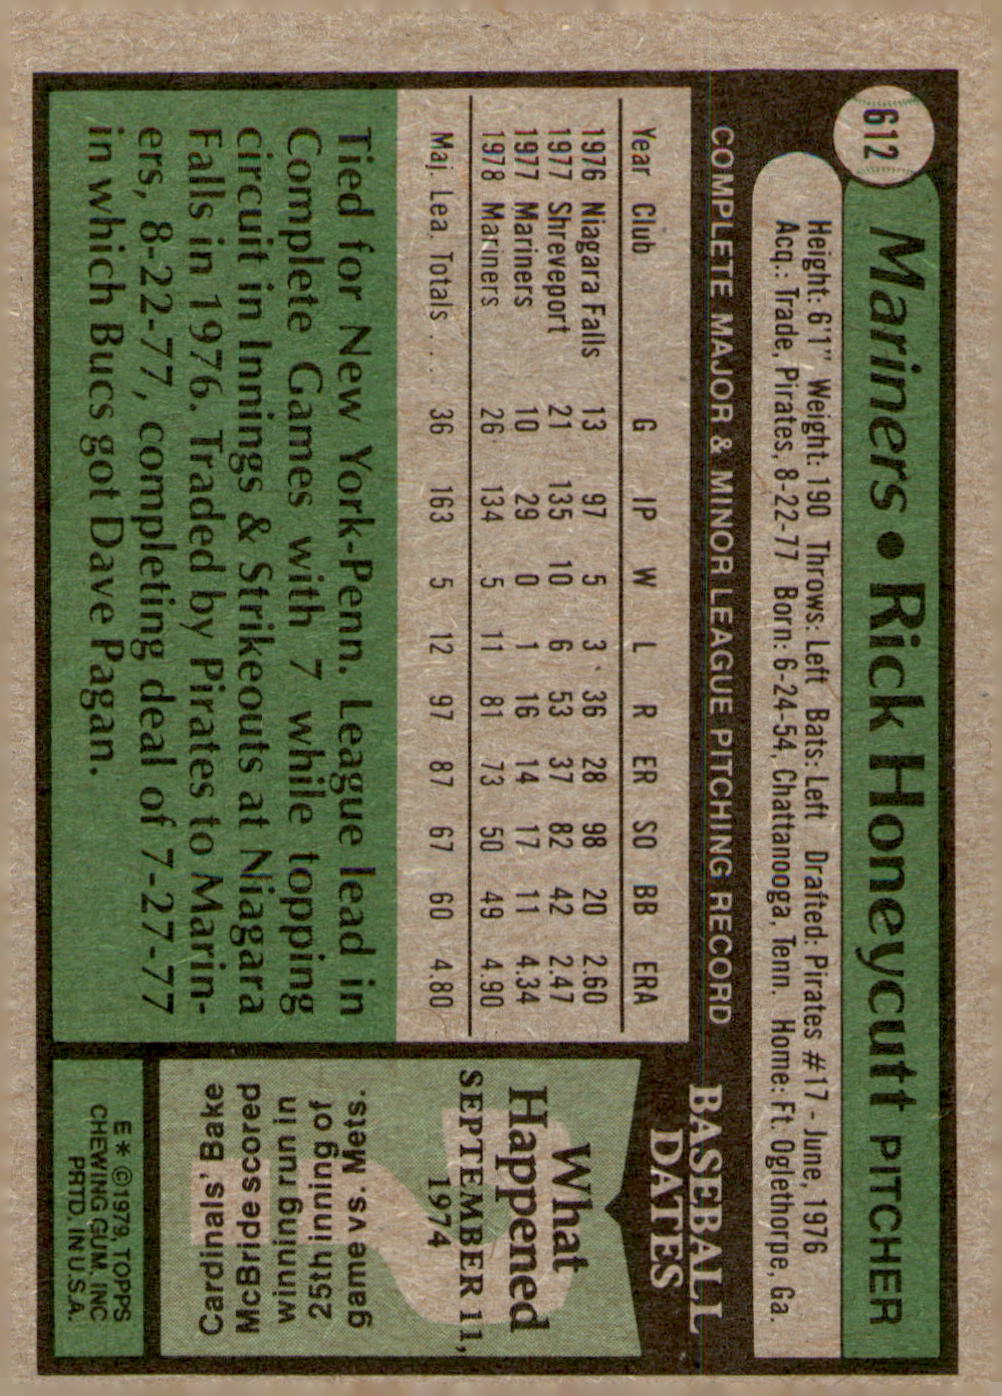 612
Mariners • Rick Honeycutt PITCHER
Height: 6'1" Weight: 190 Throws: Left Bats: Left Drafted: Pirates #17 - June, 1976
Acq.: Trade, Pirates, 8-22-77 Born: 6-24-54, Chattanooga, Tenn. Home: Ft. Oglethorpe, Ga.
COMPLETE MAJOR & MINOR LEAGUE PITCHING RECORD
Year Club G IP W L R ER SO BB ERA
1976 Niagara Falls 13 97 5 3 36 28 98 20 2.60
1977 Shreveport 21 135 10 6 53 37 82 42 2.47
1977 Mariners 10 29 0 1 16 14 17 11 4.34
1978 Mariners 26 134 5 11 81 73 50 49 4.90
Maj. Lea. Totals . . . 36 163 5 12 97 87 67 60 4.80
Tied for New York-Penn. League lead in
Complete Games with 7 while topping
circuit in Innings & Strikeouts at Niagara
Falls in 1976. Traded by Pirates to Marin-
ers, 8-22-77, completing deal of 7-27-77
in which Bucs got Dave Pagan.
BASEBALL
DATES
What
Happened
SEPTEMBER 11,
1974
Cardinals' Bake
McBride scored
winning run in
25th inning of
game vs. Mets.
E * © 1979, TOPPS
CHEWING GUM, INC
PRTD. IN U.S.A.